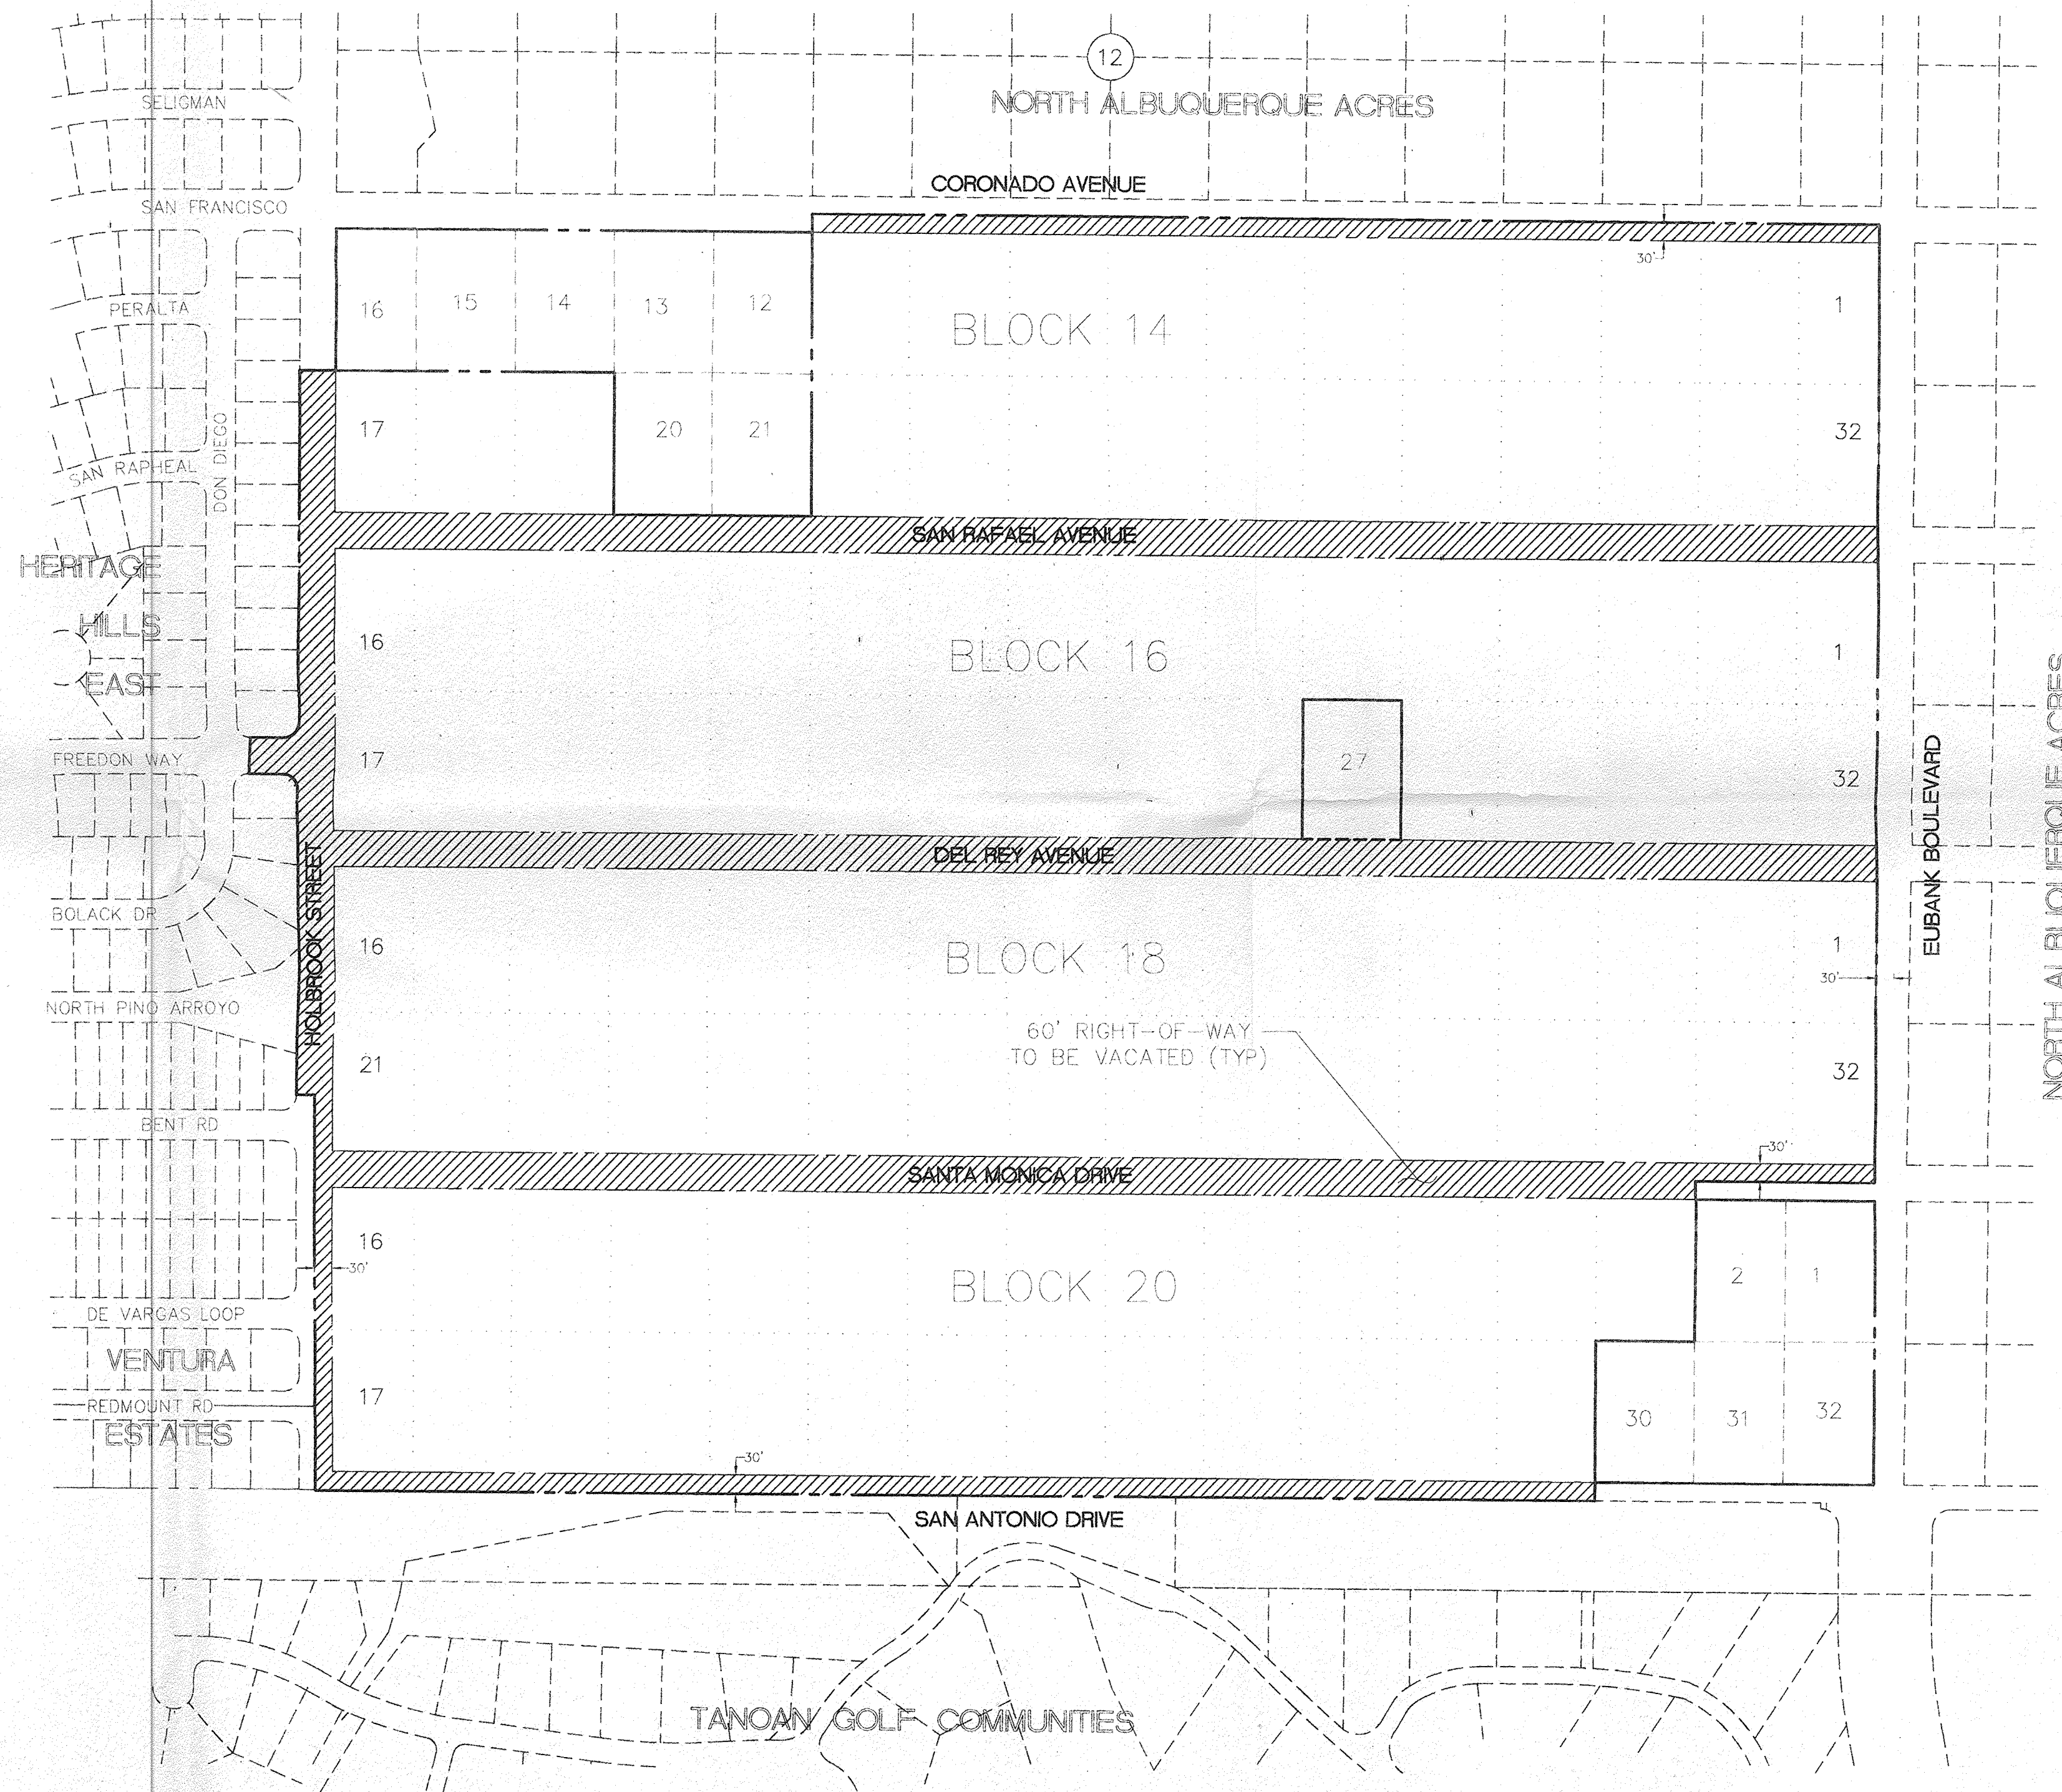 12
NORTH ALBUQUERQUE ACRES
SELIGMAN
CORONADO AVENUE
SAN FRANCISCO
30'
PERALTA
16
15
14
13
12
BLOCK 14
1
17
20
21
32
DON DIEGO
SAN RAPHEAL
SAN RAFAEL AVENUE
HERITAGE
HILLS
EAST
16
BLOCK 16
1
FREEDON WAY
17
27
32
EUBANK BOULEVARD
NORTH ALBUQUERQUE ACRES
DEL REY AVENUE
HOLBROOK STREET
BOLACK DR
16
BLOCK 18
1
30'
NORTH PINO ARROYO
60' RIGHT-OF-WAY
TO BE VACATED (TYP)
21
32
BENT RD
30'
SANTA MONICA DRIVE
16
30'
BLOCK 20
2
1
DE VARGAS LOOP
VENTURA
17
REDMOUNT RD
ESTATES
30
31
32
30'
SAN ANTONIO DRIVE
TANOAN GOLF COMMUNITIES